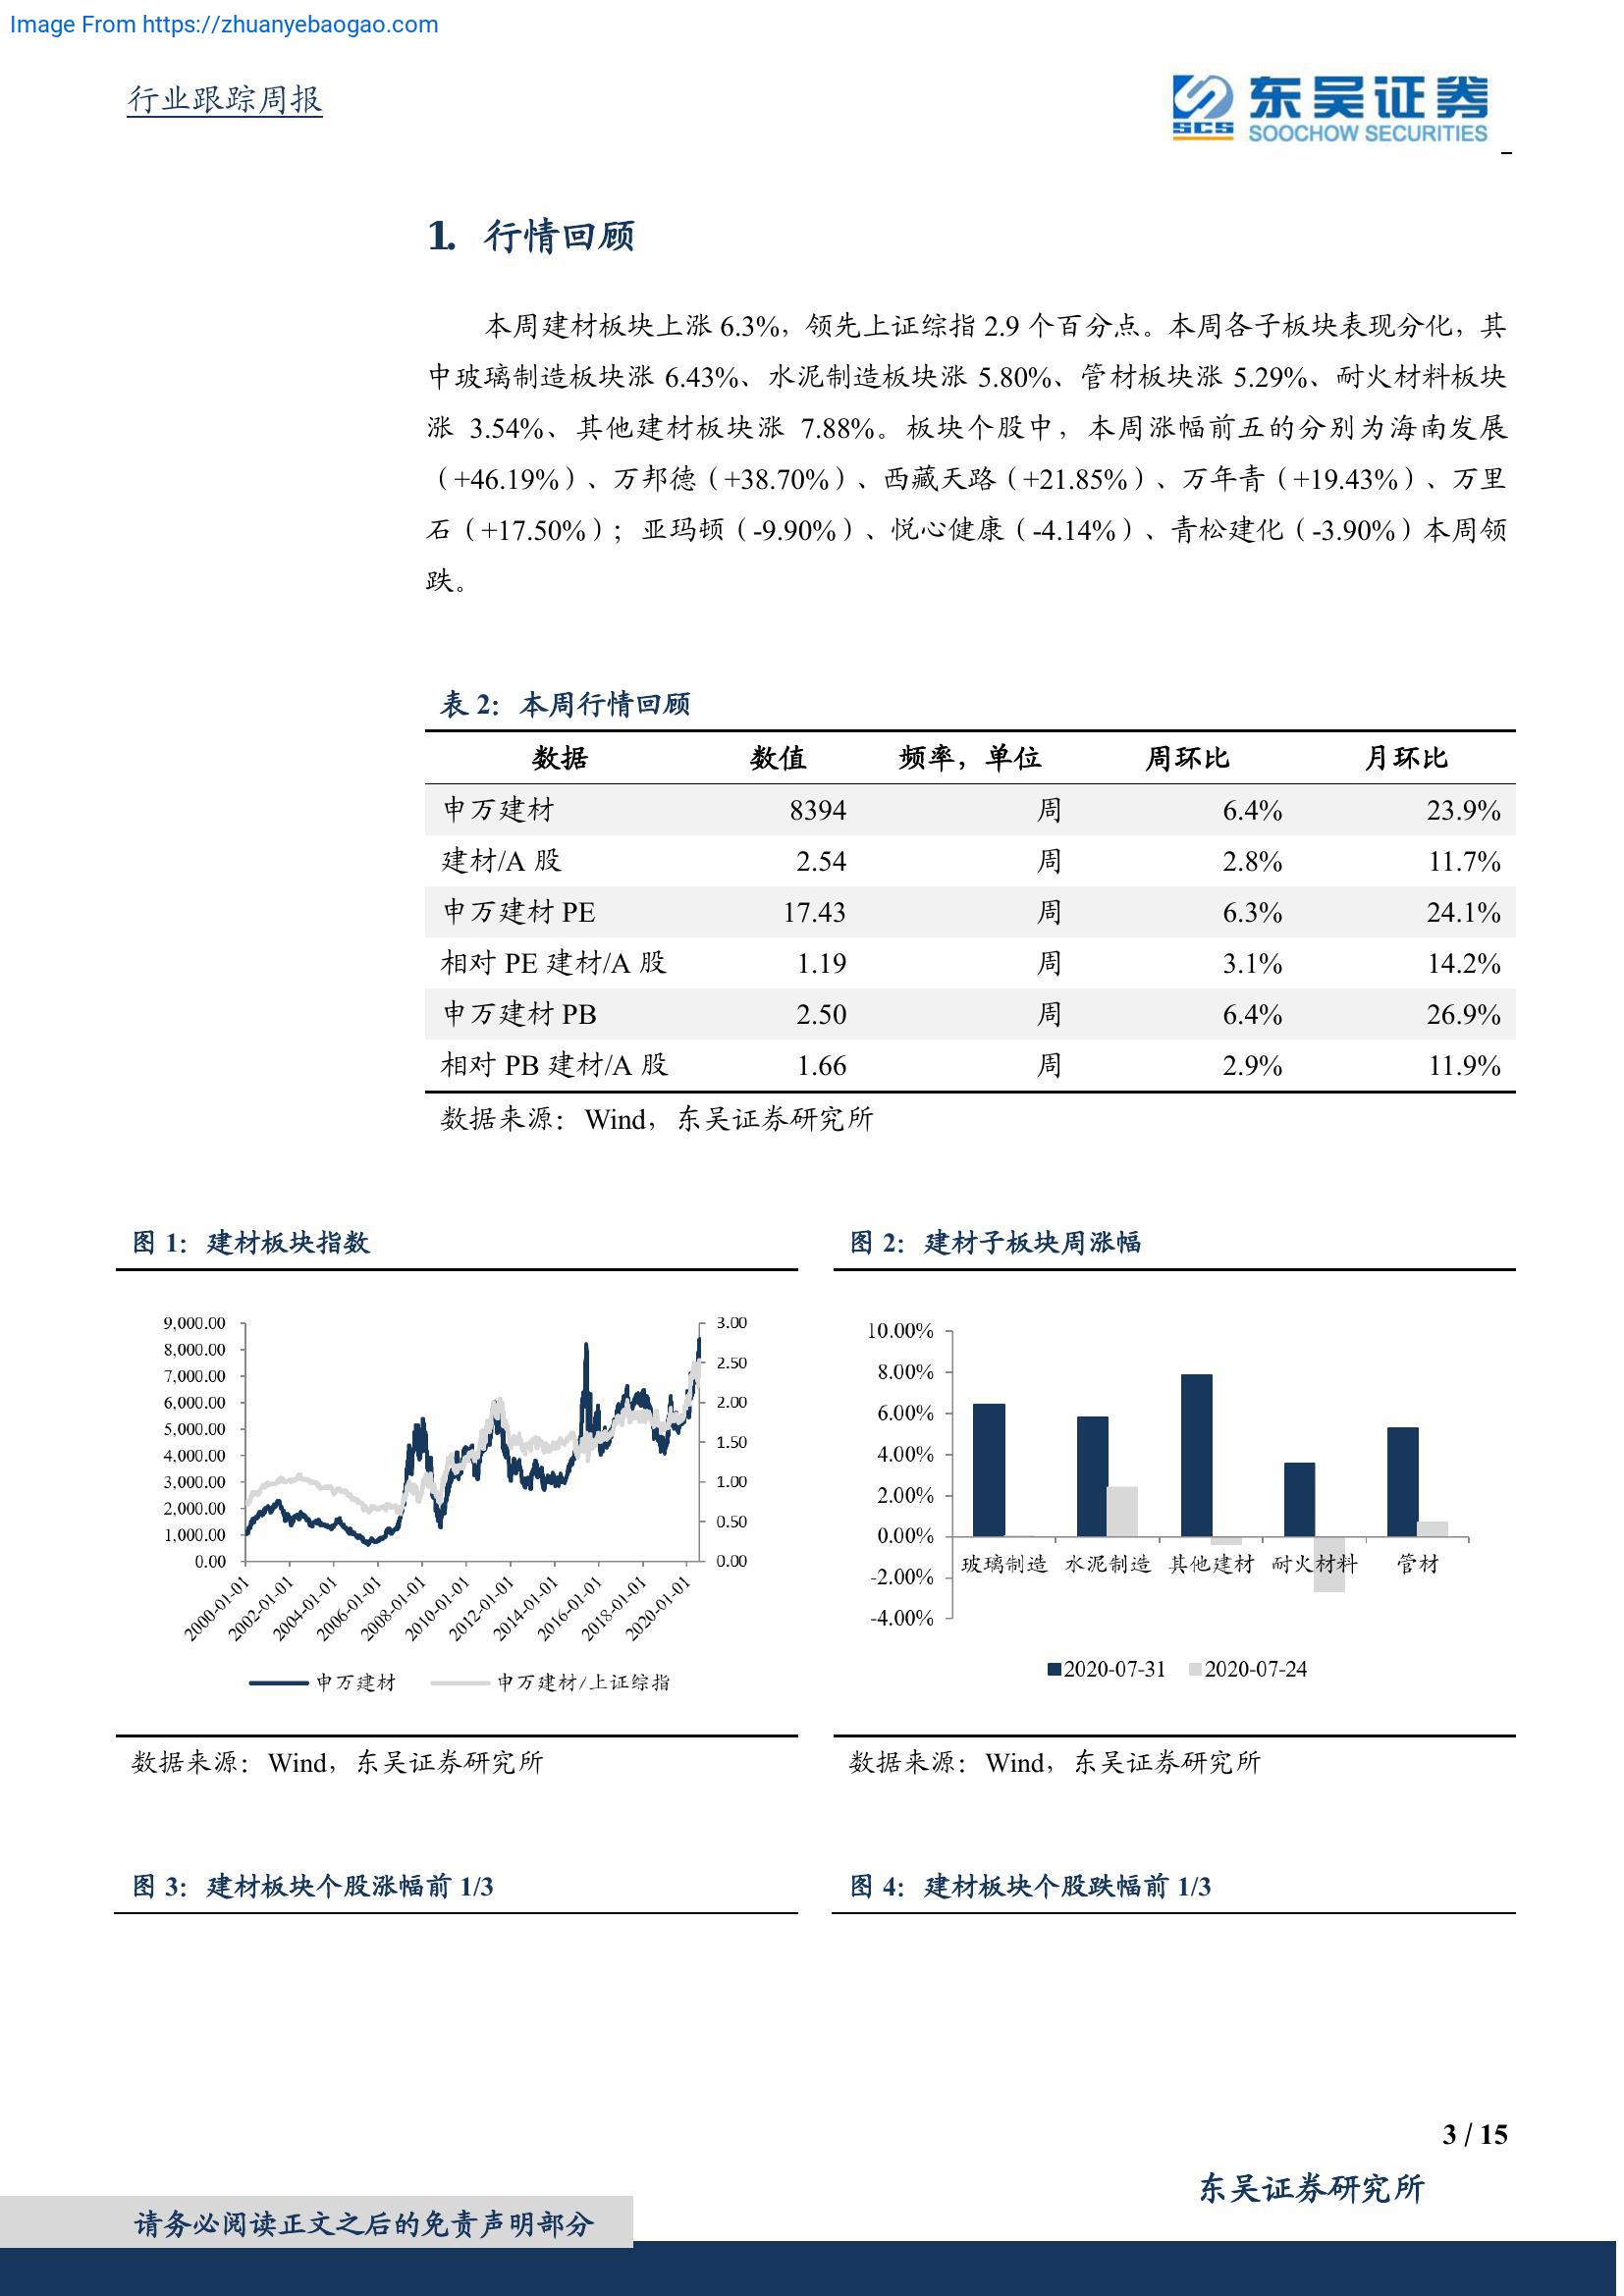 Image From https://zhuanyebaogao.com
行业跟踪周报
SCS 东吴证券
SOOCHOW SECURITIES
1. 行情回顾
本周建材板块上涨 6.3%，领先上证综指 2.9 个百分点。本周各子板块表现分化，其
中玻璃制造板块涨 6.43%、水泥制造板块涨 5.80%、管材板块涨 5.29%、耐火材料板块
涨 3.54%、其他建材板块涨 7.88%。板块个股中，本周涨幅前五的分别为海南发展
（+46.19%）、万邦德（+38.70%）、西藏天路（+21.85%）、万年青（+19.43%）、万里
石（+17.50%）；亚玛顿（-9.90%）、悦心健康（-4.14%）、青松建化（-3.90%）本周领
跌。
表 2：本周行情回顾
数据 数值 频率，单位 周环比 月环比
申万建材 8394 周 6.4% 23.9%
建材/A 股 2.54 周 2.8% 11.7%
申万建材 PE 17.43 周 6.3% 24.1%
相对 PE 建材/A 股 1.19 周 3.1% 14.2%
申万建材 PB 2.50 周 6.4% 26.9%
相对 PB 建材/A 股 1.66 周 2.9% 11.9%
数据来源：Wind，东吴证券研究所
图 1：建材板块指数
9,000.00
8,000.00
7,000.00
6,000.00
5,000.00
4,000.00
3,000.00
2,000.00
1,000.00
0.00
3.00
2.50
2.00
1.50
1.00
0.50
0.00
2000-01-01
2002-01-01
2004-01-01
2006-01-01
2008-01-01
2010-01-01
2012-01-01
2014-01-01
2016-01-01
2018-01-01
2020-01-01
申万建材 申万建材/上证综指
数据来源：Wind，东吴证券研究所
图 2：建材子板块周涨幅
10.00%
8.00%
6.00%
4.00%
2.00%
0.00%
-2.00%
-4.00%
玻璃制造 水泥制造 其他建材 耐火材料 管材
2020-07-31 2020-07-24
数据来源：Wind，东吴证券研究所
图 3：建材板块个股涨幅前 1/3
图 4：建材板块个股跌幅前 1/3
3 / 15
东吴证券研究所
请务必阅读正文之后的免责声明部分